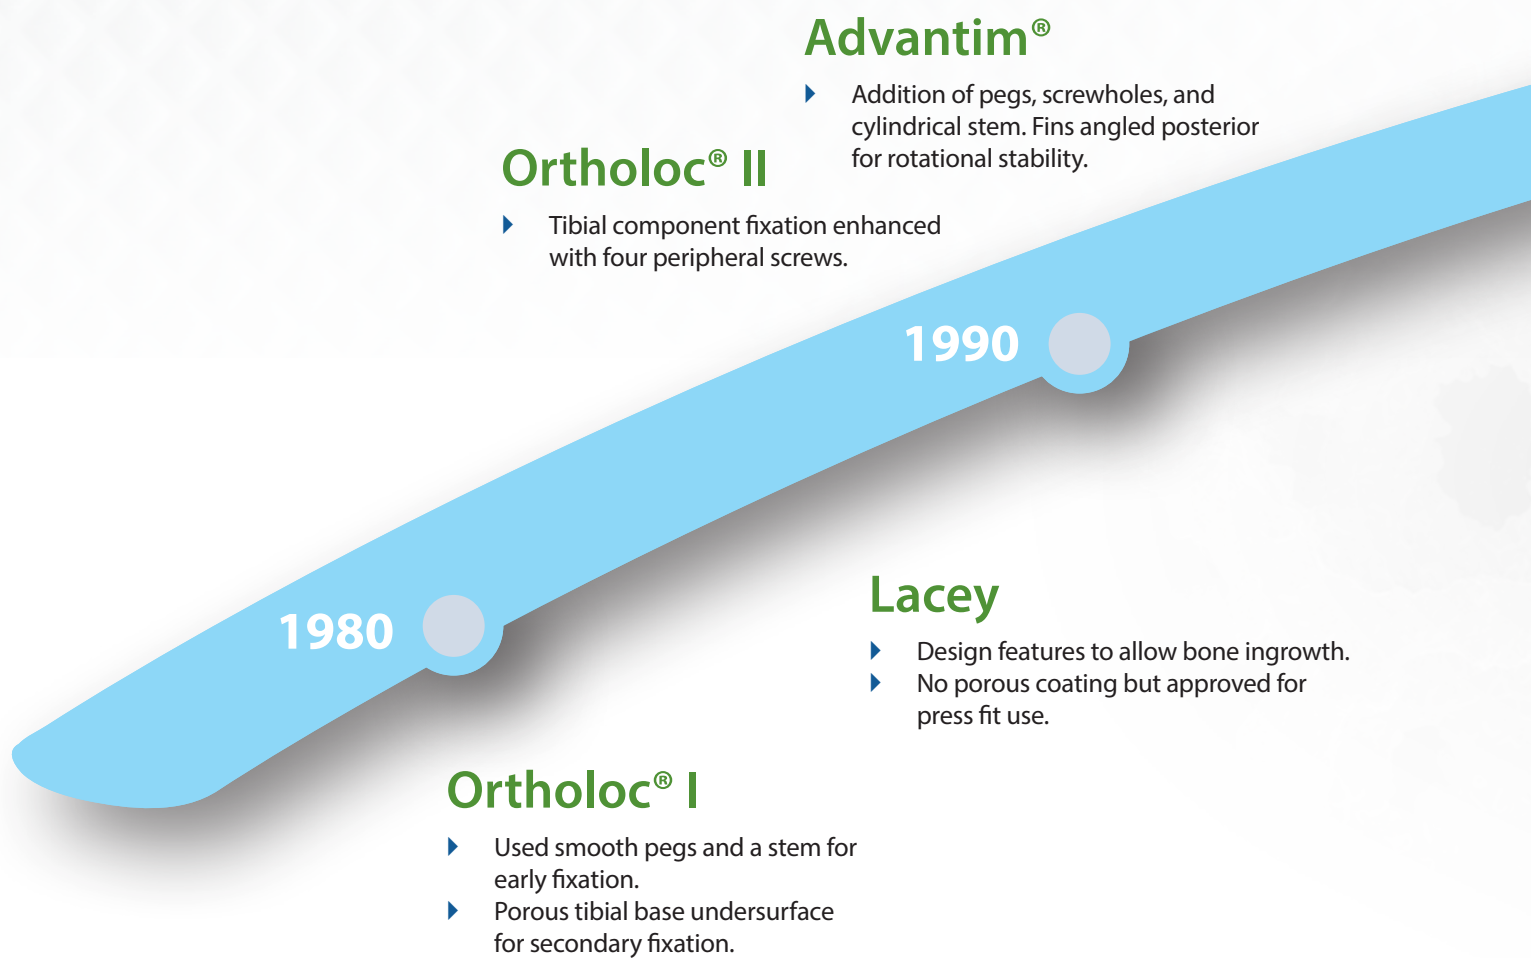 Advantim®
Addition of pegs, screwholes, and
cylindrical stem. Fins angled posterior
for rotational stability.
Ortholoc® II
Tibial component fixation enhanced
with four peripheral screws.
1990
1980
Lacey
Design features to allow bone ingrowth.
No porous coating but approved for
press fit use.
Ortholoc® I
Used smooth pegs and a stem for
early fixation.
Porous tibial base undersurface
for secondary fixation.